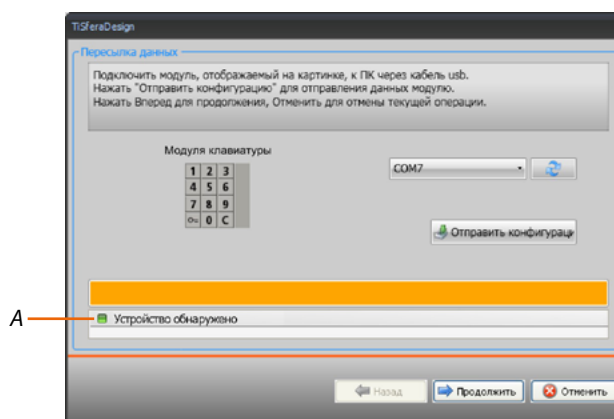 TiSferaDesign
Пересылка данных
Подключить модуль, отображаемый на картинке, к ПК через кабель usb.
Нажать "Отправить конфигурацию" для отправления данных модулю.
Нажать Вперед для продолжения, Отменить для отмены текущей операции.
Модуля клавиатуры
1 2 3
4 5 6
7 8 9
0 C
COM7
Отправить конфигураци
A
Устройство обнаружено
Назад
Продолжить
Отменить